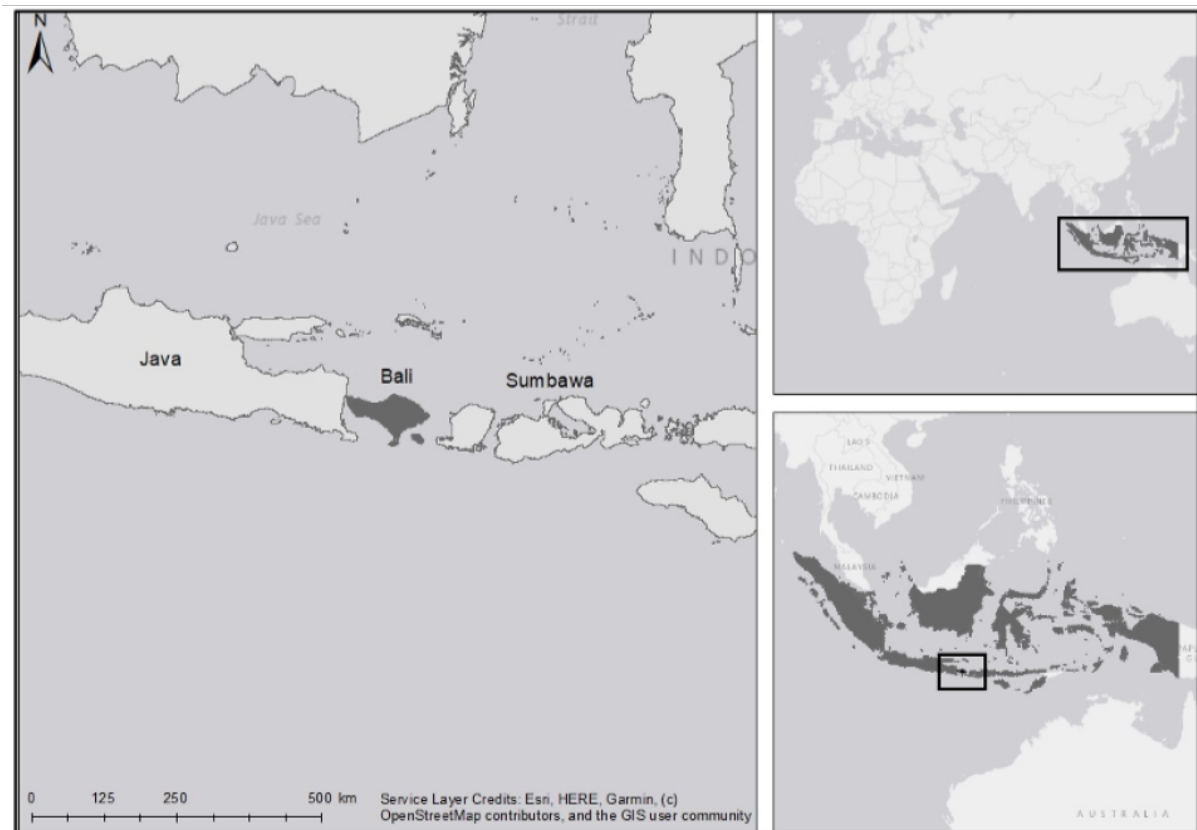 N
Strait
Java Sea
INDO
Java
Bali
Sumbawa
0 125 250 500 km
Service Layer Credits: Esri, HERE, Garmin, (c)
OpenStreetMap contributors, and the GIS user community
LAOS
THAILAND
VIETNAM
CAMBODIA
PHILIPPINES
MALAYSIA
AUSTRALIA